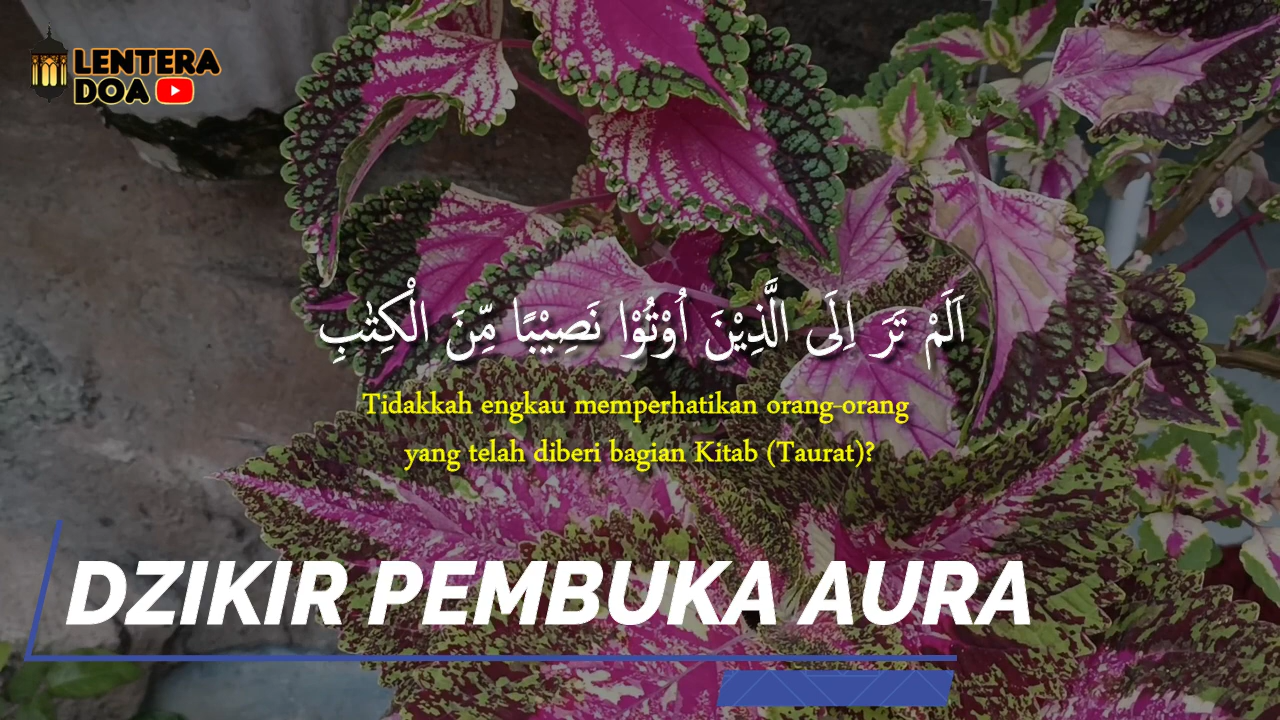 LENTERA
DOA
اَلَمْ تَرَ اِلَى الَّذِيْنَ اُوْتُوْا نَصِيْبًا مِّنَ الْكِتٰبِ
Tidakkah engkau memperhatikan orang-orang
yang telah diberi bagian Kitab (Taurat)?
DZIKIR PEMBUKA AURA